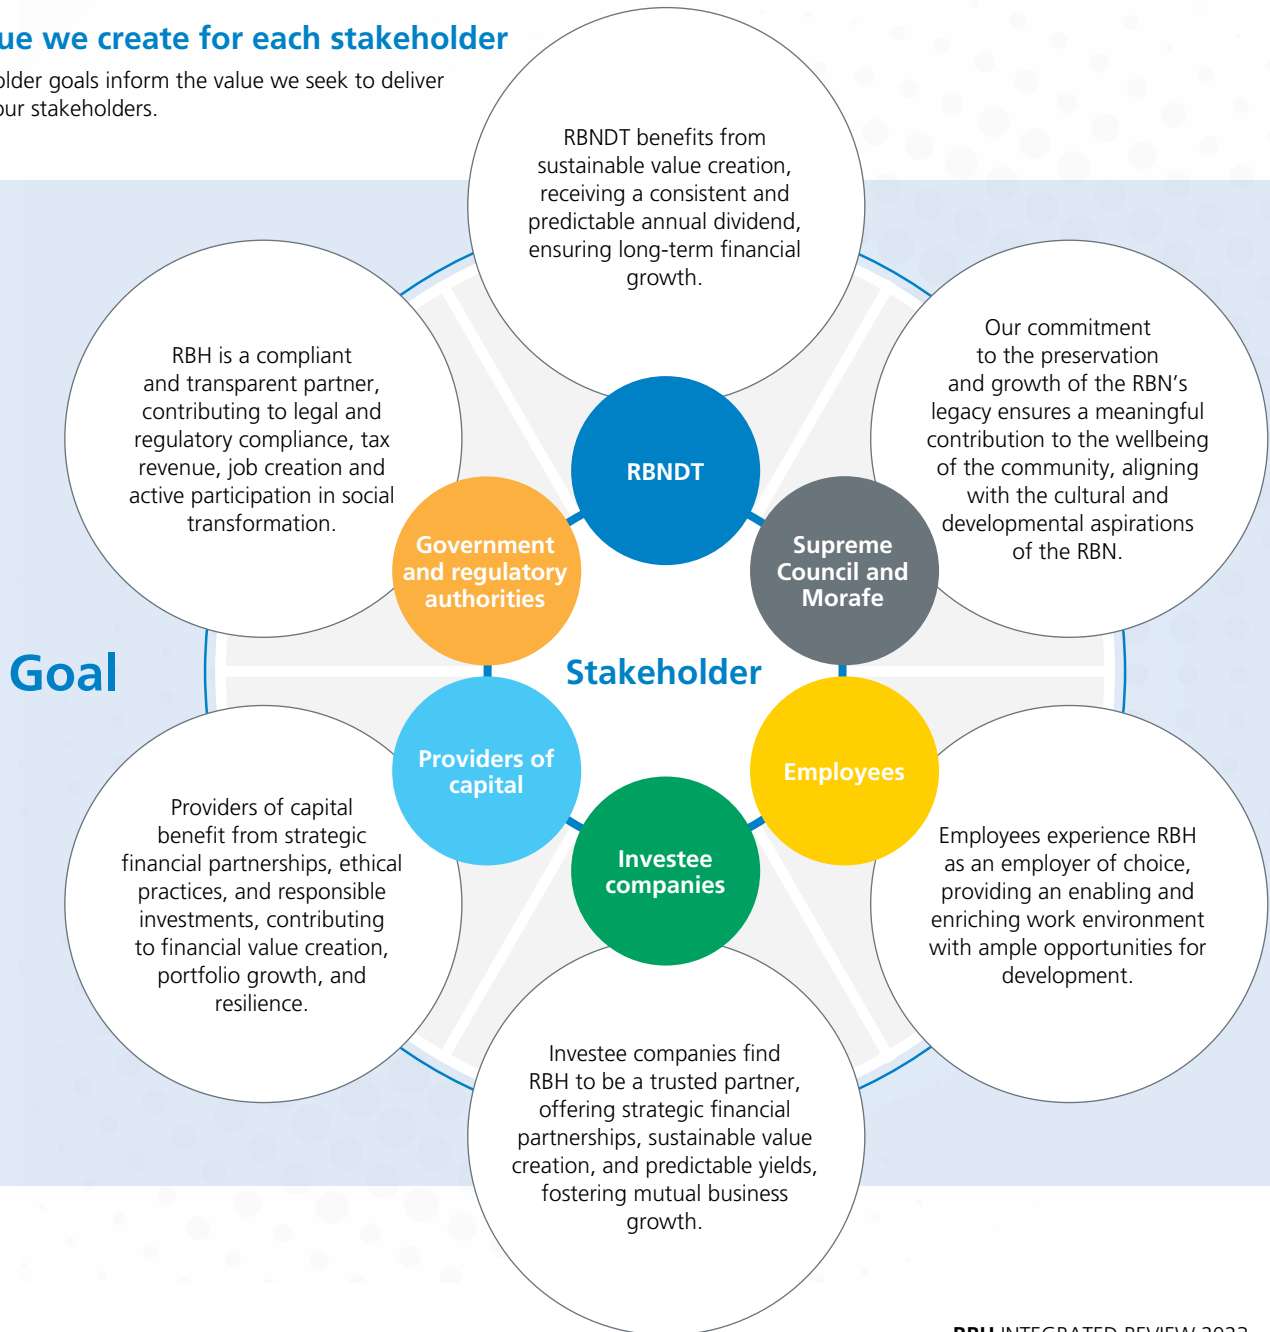 ue we create for each stakeholder
older goals inform the value we seek to deliver
our stakeholders.
RBNDT benefits from
sustainable value creation,
receiving a consistent and
predictable annual dividend,
ensuring long-term financial
growth.
RBH is a compliant
and transparent partner,
contributing to legal and
regulatory compliance, tax
revenue, job creation and
active participation in social
transformation.
Our commitment
to the preservation
and growth of the RBN’s
legacy ensures a meaningful
contribution to the wellbeing
of the community, aligning
with the cultural and
developmental aspirations
of the RBN.
RBNDT
Government
and regulatory
authorities
Supreme
Council and
Morafe
Goal
Stakeholder
Providers of
capital
Employees
Investee
companies
Providers of capital
benefit from strategic
financial partnerships, ethical
practices, and responsible
investments, contributing
to financial value creation,
portfolio growth, and
resilience.
Employees experience RBH
as an employer of choice,
providing an enabling and
enriching work environment
with ample opportunities for
development.
Investee companies find
RBH to be a trusted partner,
offering strategic financial
partnerships, sustainable value
creation, and predictable yields,
fostering mutual business
growth.
RBH INTEGRATED REVIEW